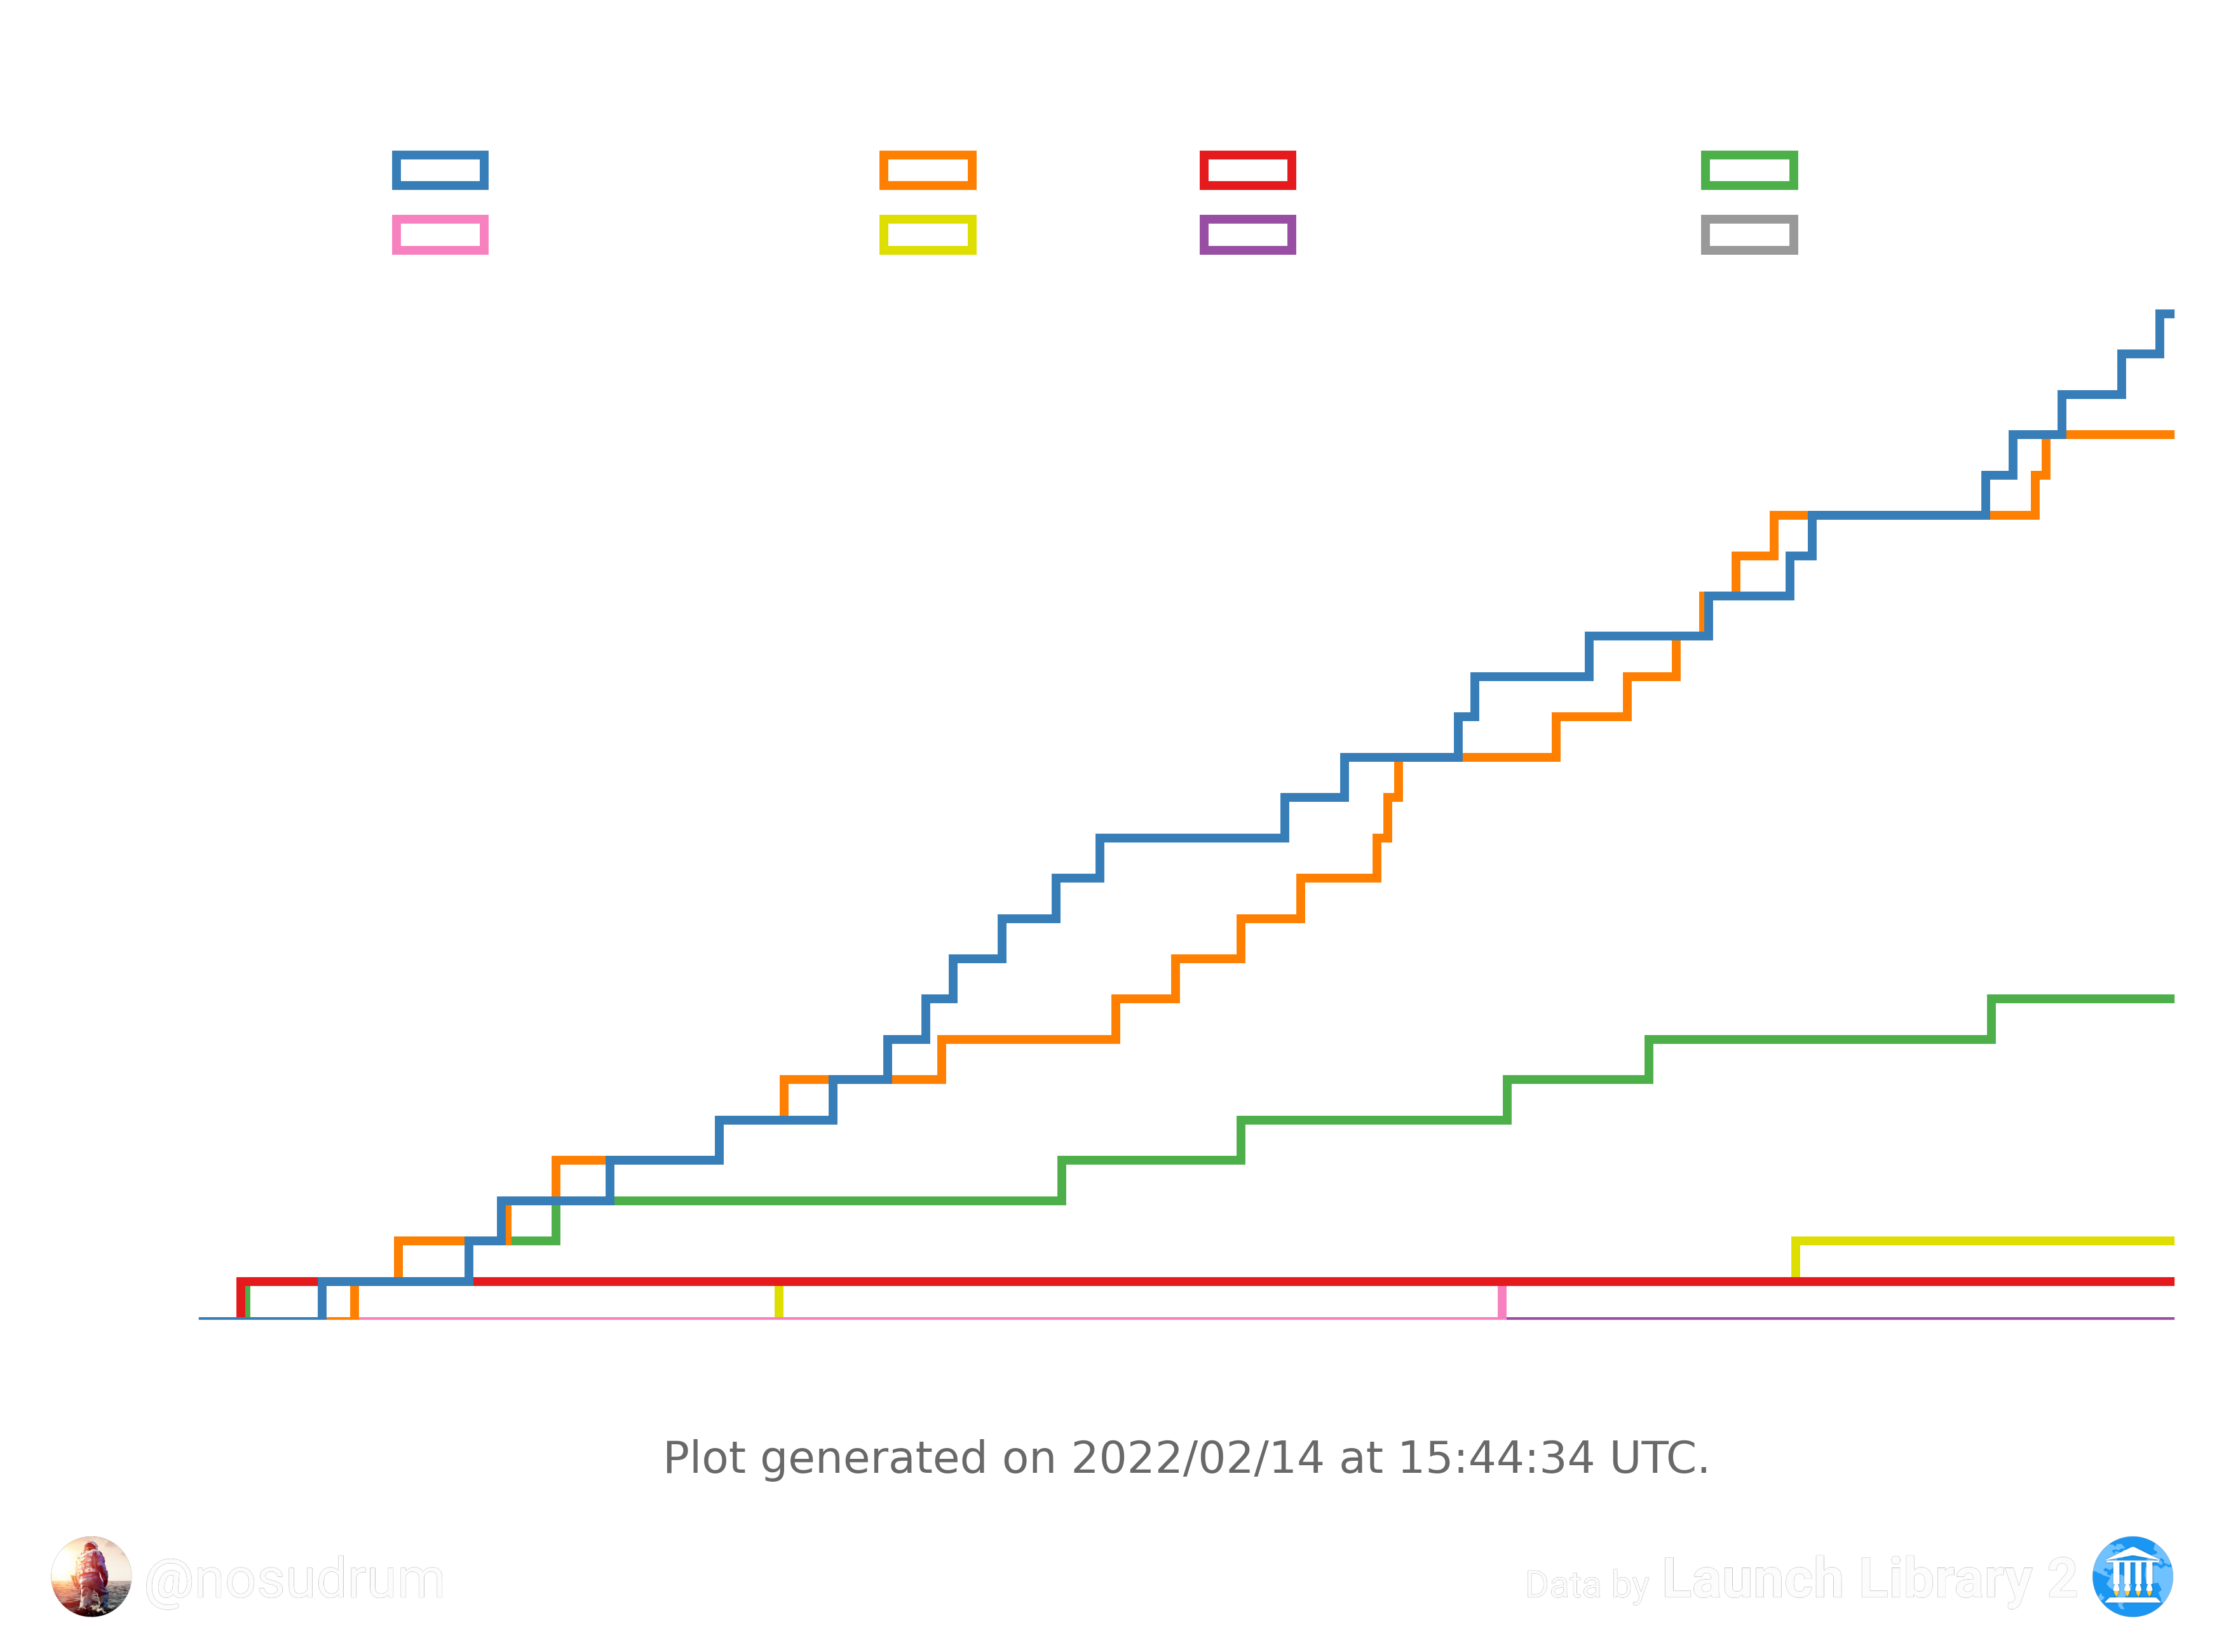 Plot generated on 2022/02/14 at 15:44:34 UTC.
@nosudrum
Data by Launch Library 2